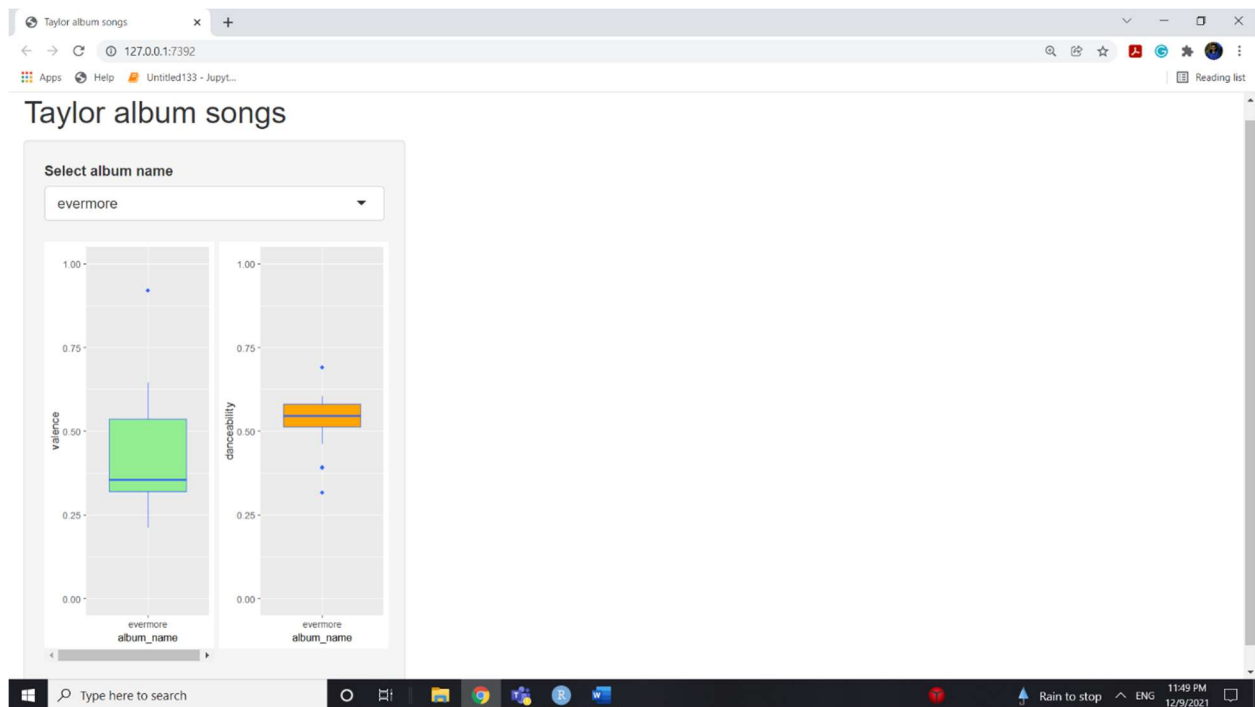 Taylor album songs
127.0.0.1:7392
Apps Help Untitled133 - Jupyt...
Reading list
Taylor album songs
Select album name
evermore
1.00
0.75
valence
0.50
0.25
0.00
evermore
album_name
1.00
0.75
danceability
0.50
0.25
0.00
evermore
album_name
Type here to search
Rain to stop
ENG
11:49 PM
12/9/2021